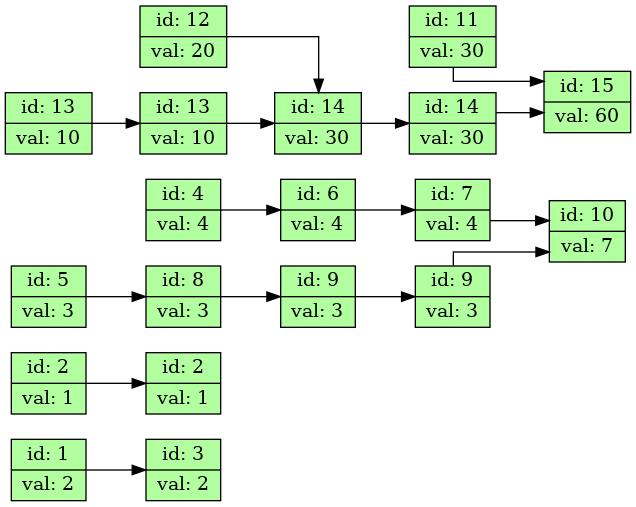 id: 12
val: 20
id: 11
val: 30
id: 13
val: 10
id: 13
val: 10
id: 14
val: 30
id: 14
val: 30
id: 15
val: 60
id: 4
val: 4
id: 6
val: 4
id: 7
val: 4
id: 10
val: 7
id: 5
val: 3
id: 8
val: 3
id: 9
val: 3
id: 9
val: 3
id: 2
val: 1
id: 2
val: 1
id: 1
val: 2
id: 3
val: 2